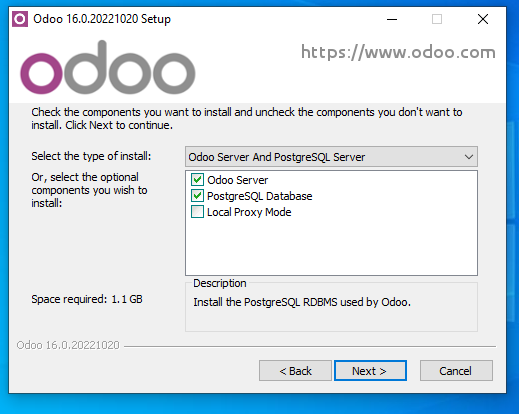 Odoo 16.0.20221020 Setup
odoo
https://www.odoo.com
Check the components you want to install and uncheck the components you don't want to
install. Click Next to continue.
Select the type of install:
Odoo Server And PostgreSQL Server
Or, select the optional
components you wish to
install:
Odoo Server
PostgreSQL Database
Local Proxy Mode
Space required: 1.1 GB
Description
Install the PostgreSQL RDBMS used by Odoo.
Odoo 16.0.20221020
< Back
Next >
Cancel